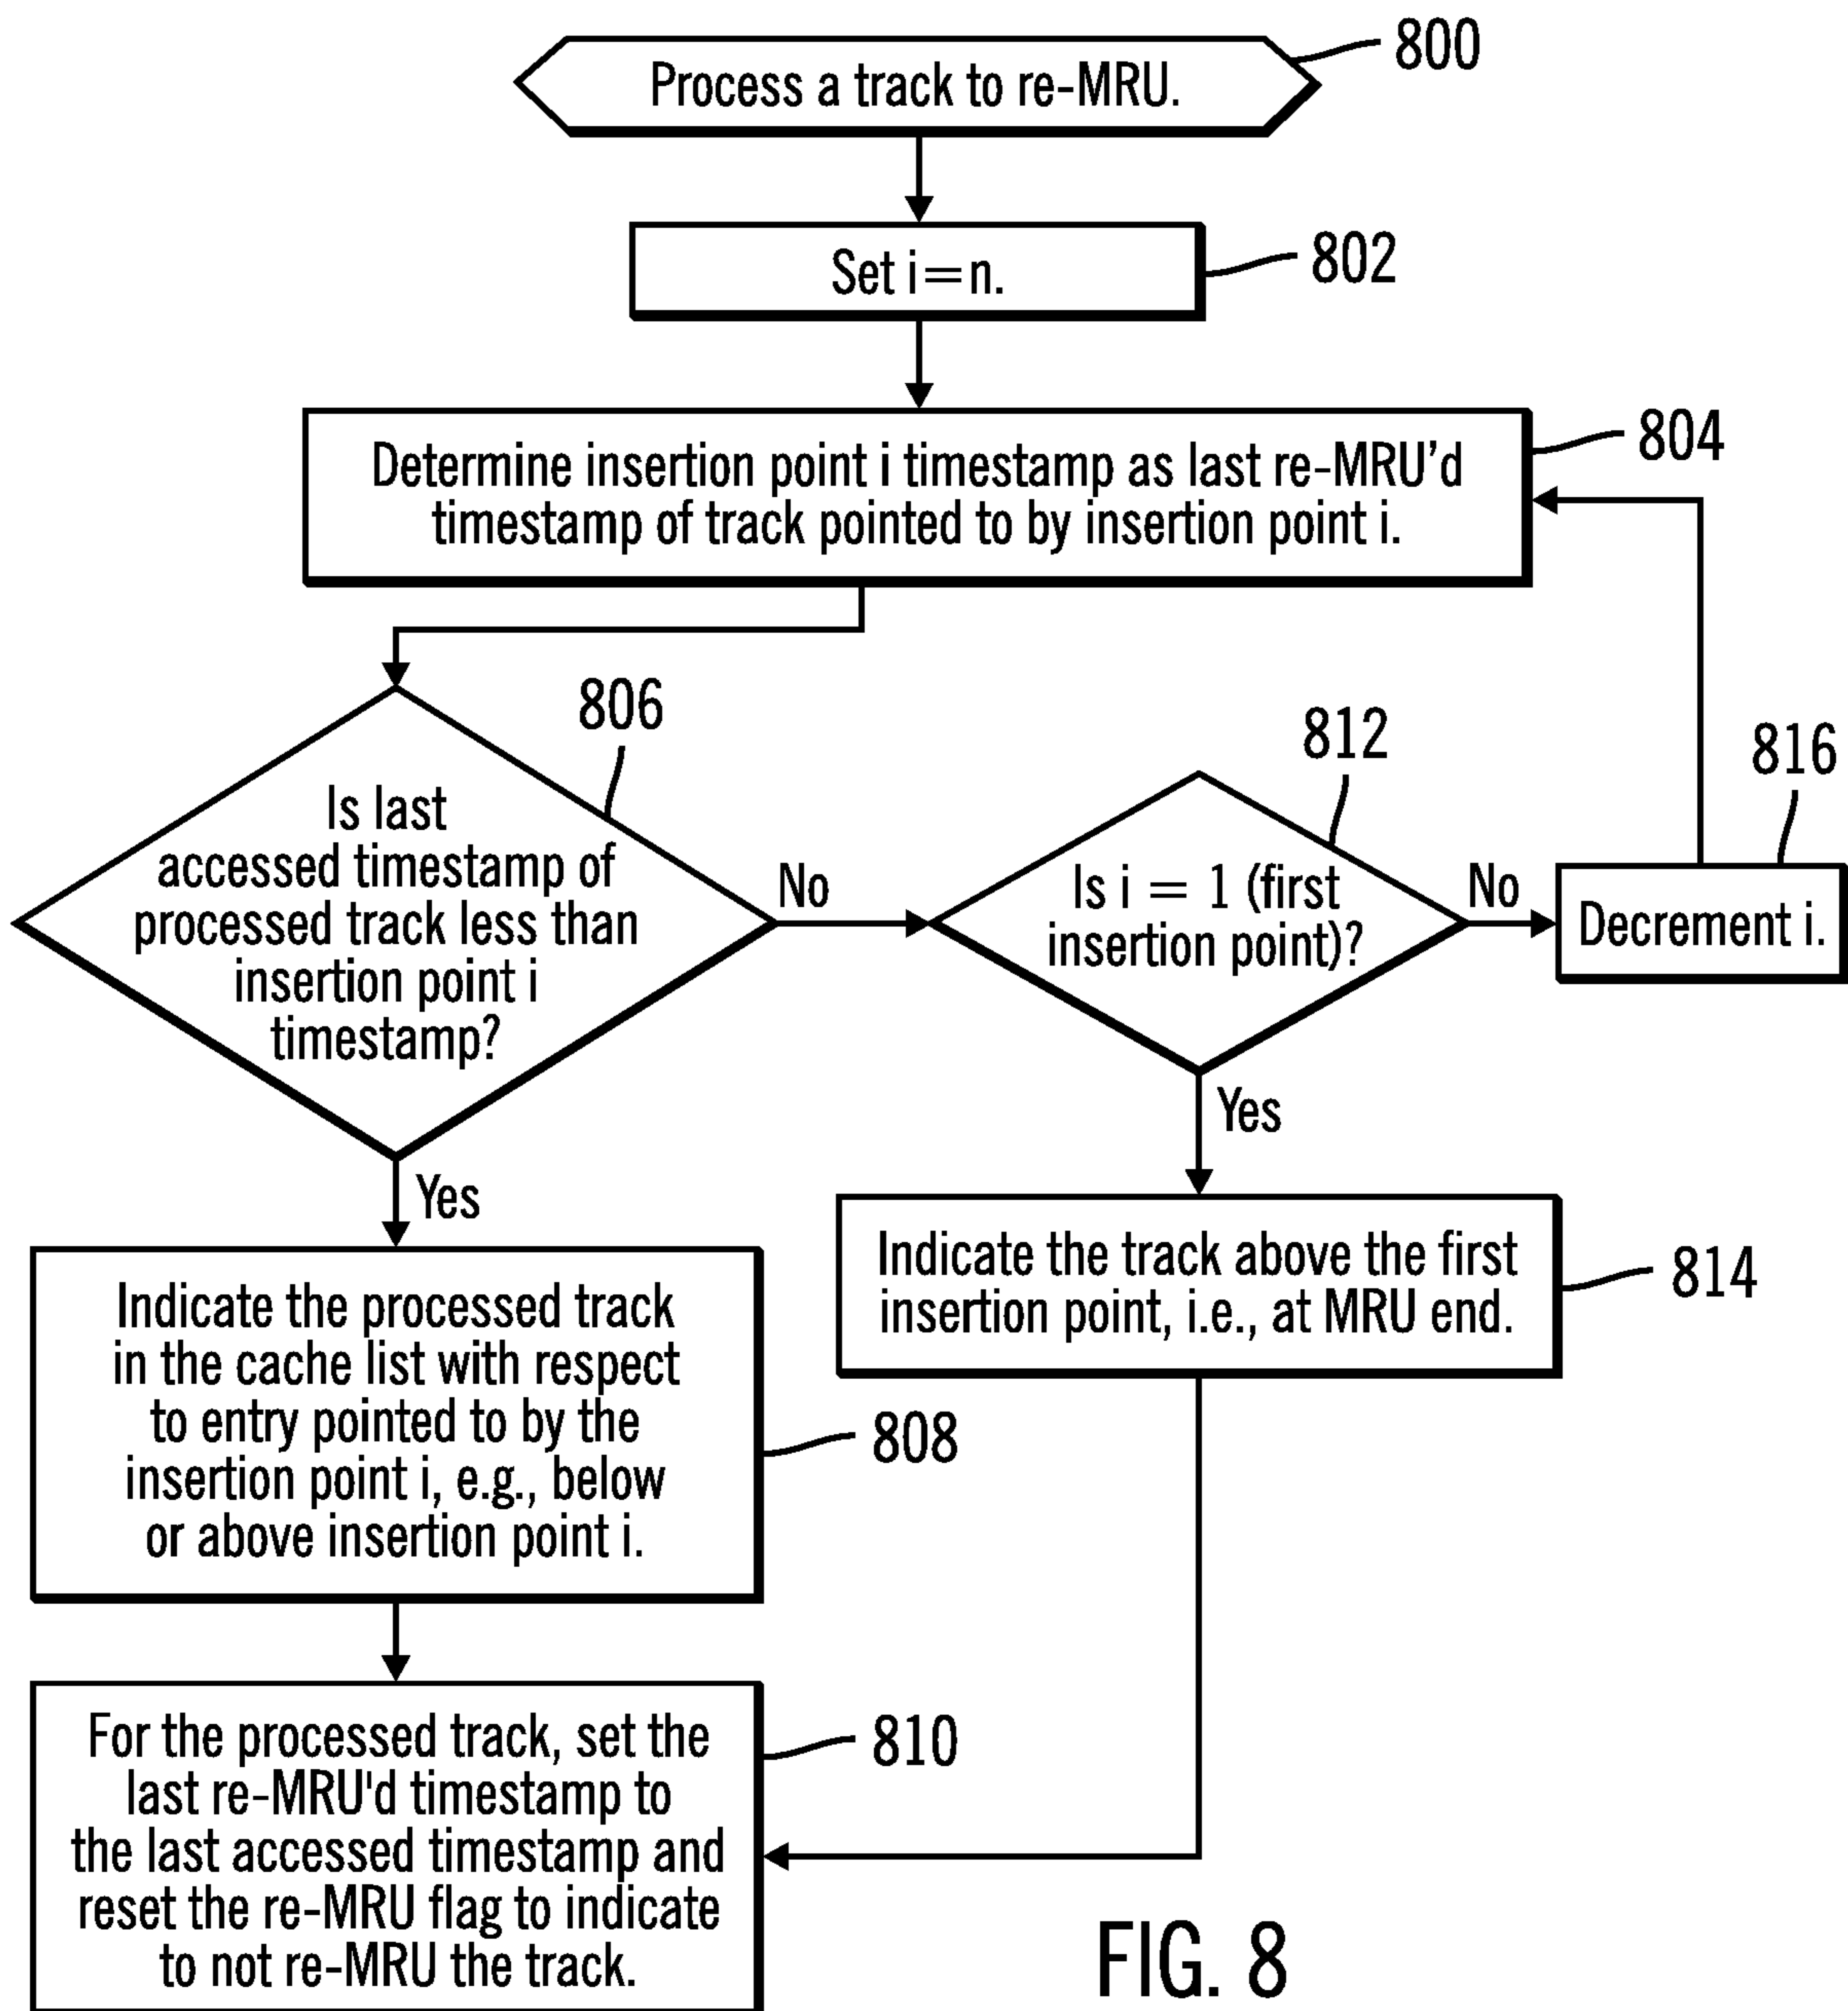 800
Process a track to re-MRU.
Set i=n.
802
804
Determine insertion point i timestamp as last re-MRU’d
timestamp of track pointed to by insertion point i.
806
812
816
Is last
accessed timestamp of
processed track less than
insertion point i
timestamp?
No
Is i = 1 (first
insertion point)?
No
Decrement i.
Yes
Yes
Indicate the track above the first
insertion point, i.e., at MRU end.
814
Indicate the processed track
in the cache list with respect
to entry pointed to by the
insertion point i, e.g., below
or above insertion point i.
808
For the processed track, set the
last re-MRU'd timestamp to
the last accessed timestamp and
reset the re-MRU flag to indicate
to not re-MRU the track.
810
FIG. 8